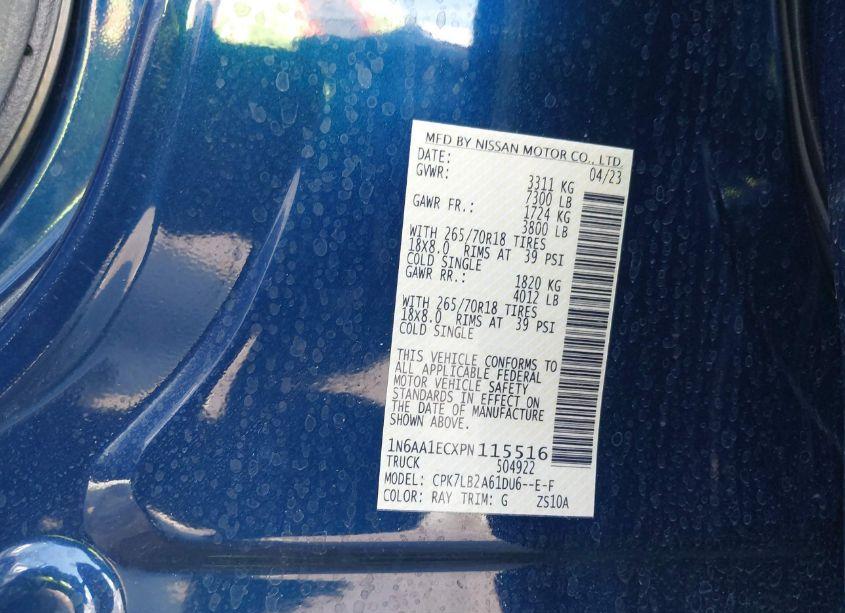 MFD BY NISSAN MOTOR CO., LTD.
DATE: 04/23
GVWR: 3311 KG
7300 LB
GAWR FR.: 1724 KG
3800 LB
WITH 265/70R18 TIRES
18X8.0 RIMS AT 39 PSI
COLD SINGLE
GAWR RR.: 1820 KG
4012 LB
WITH 265/70R18 TIRES
18X8.0 RIMS AT 39 PSI
COLD SINGLE
THIS VEHICLE CONFORMS TO
ALL APPLICABLE FEDERAL
MOTOR VEHICLE SAFETY
STANDARDS IN EFFECT ON
THE DATE OF MANUFACTURE
SHOWN ABOVE.
1N6AA1ECXPN115516
TRUCK S04922
MODEL: CPK7LB2A61DU6--E-F
COLOR: RAY TRIM: G ZS10A